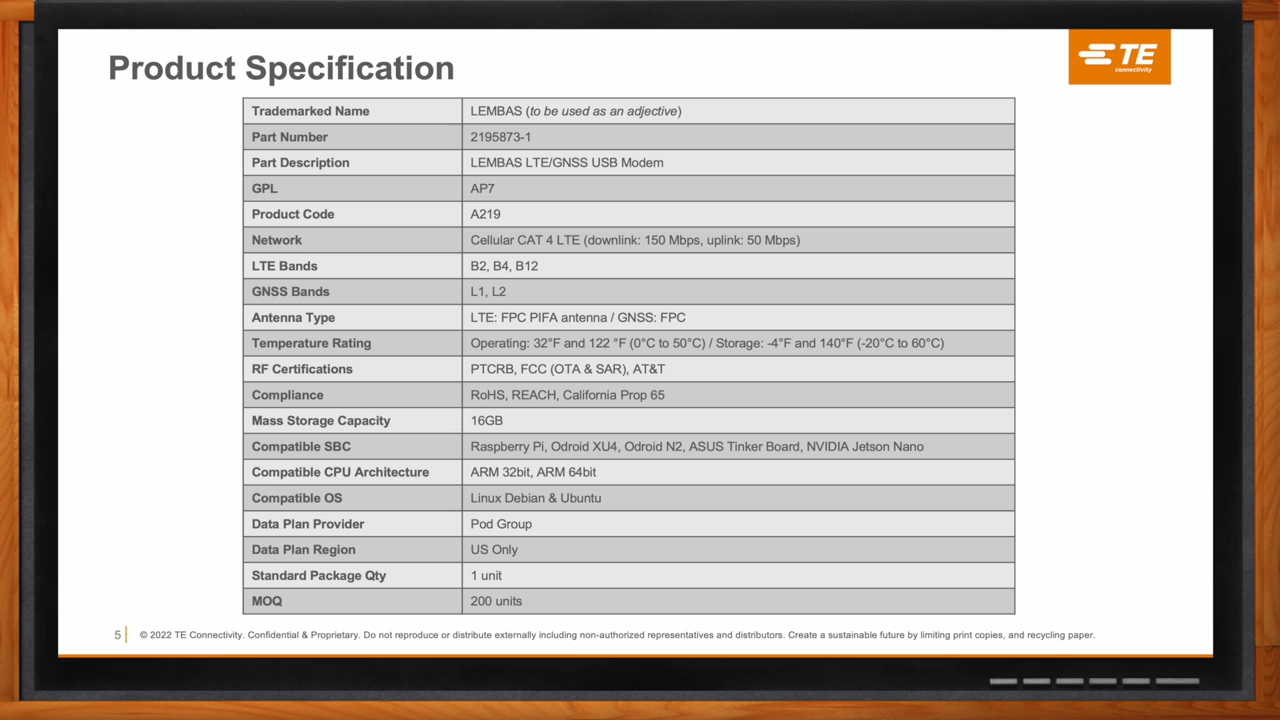 Product Specification
TE
connectivity
Trademarked Name LEMBAS (to be used as an adjective)
Part Number 2195873-1
Part Description LEMBAS LTE/GNSS USB Modem
GPL AP7
Product Code A219
Network Cellular CAT 4 LTE (downlink: 150 Mbps, uplink: 50 Mbps)
LTE Bands B2, B4, B12
GNSS Bands L1, L2
Antenna Type LTE: FPC PIFA antenna / GNSS: FPC
Temperature Rating Operating: 32°F and 122 °F (0°C to 50°C) / Storage: -4°F and 140°F (-20°C to 60°C)
RF Certifications PTCRB, FCC (OTA & SAR), AT&T
Compliance RoHS, REACH, California Prop 65
Mass Storage Capacity 16GB
Compatible SBC Raspberry Pi, Odroid XU4, Odroid N2, ASUS Tinker Board, NVIDIA Jetson Nano
Compatible CPU Architecture ARM 32bit, ARM 64bit
Compatible OS Linux Debian & Ubuntu
Data Plan Provider Pod Group
Data Plan Region US Only
Standard Package Qty 1 unit
MOQ 200 units
5 © 2022 TE Connectivity. Confidential & Proprietary. Do not reproduce or distribute externally including non-authorized representatives and distributors. Create a sustainable future by limiting print copies, and recycling paper.